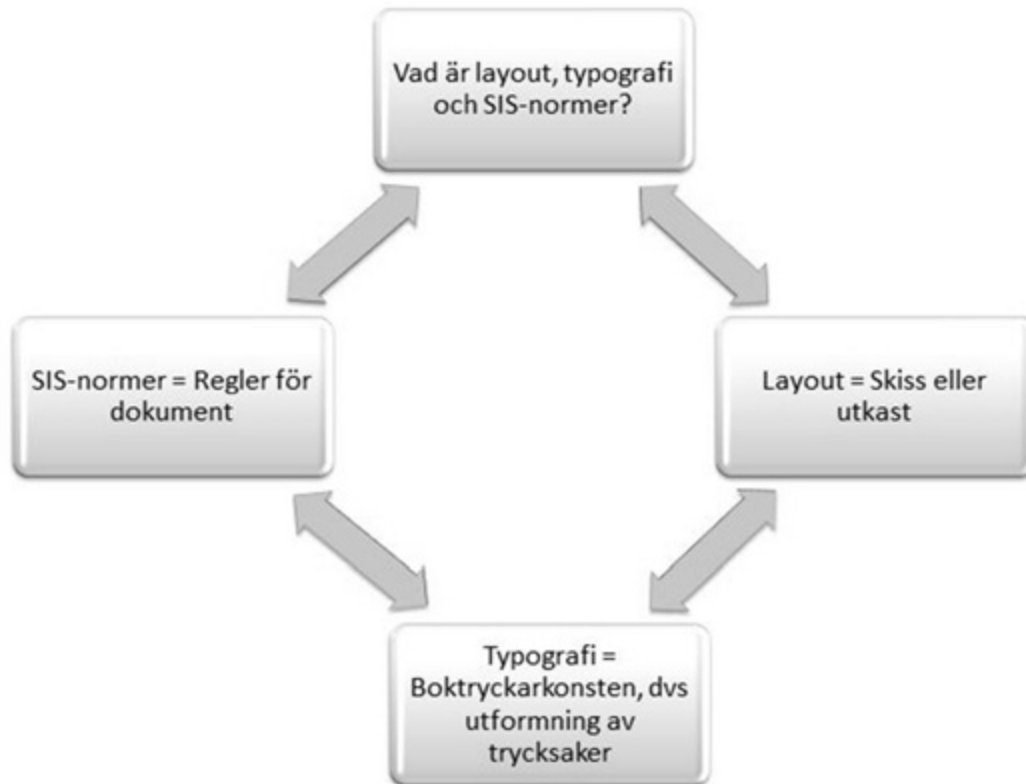 Vad är layout, typografi
och SIS-normer?
SIS-normer = Regler för
dokument
Layout = Skiss eller
utkast
Typografi =
Boktryckarkonsten, dvs
utformning av
trycksaker